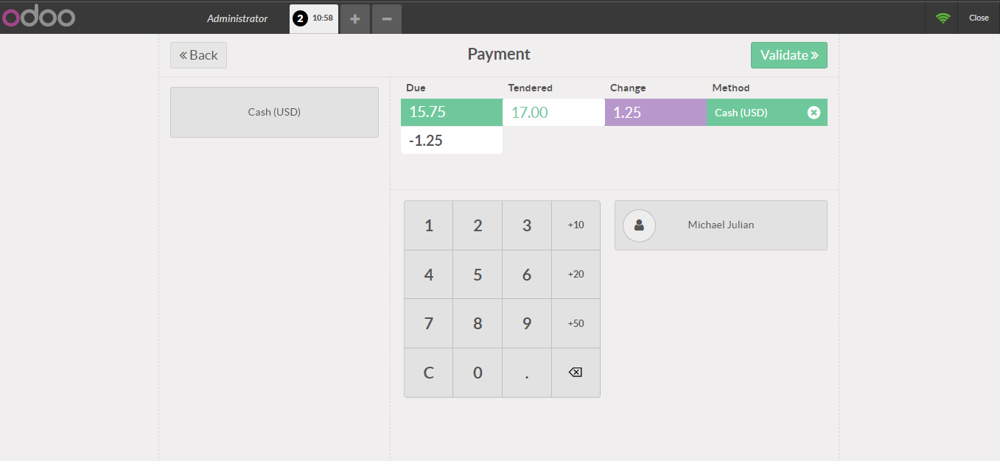 odoo Administrator 2 10:58 + − Close
« Back Payment Validate »
Due Tendered Change Method
Cash (USD) 15.75 17.00 1.25 Cash (USD)
-1.25
1 2 3 +10 Michael Julian
4 5 6 +20
7 8 9 +50
C 0 .